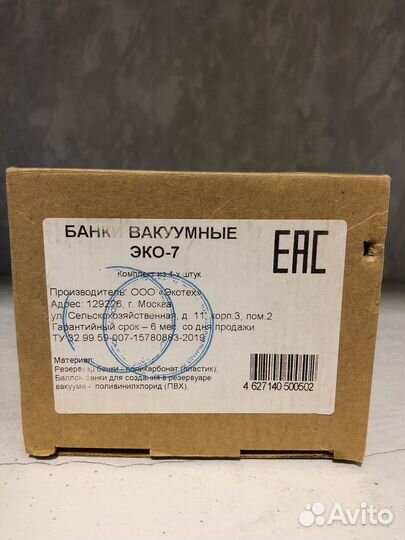 БАНКИ ВАКУУМНЫЕ
ЭКО-7
EAC
Комплект из 4-х штук
Производитель: ООО «Экотех»
Адрес: 129226, г. Москва
ул. Сельскохозяйственная, д. 11, корп 3, пом.2
Гарантийный срок – 6 мес. со дня продажи
ТУ 32.99.59-007-15780863-2019
Материал:
Резервуар банки - поликарбонат (пластик);
Баллон банки для создания в резервуаре
вакуума - поливинилхлорид (ПВХ).
4 627140 500502
Avito